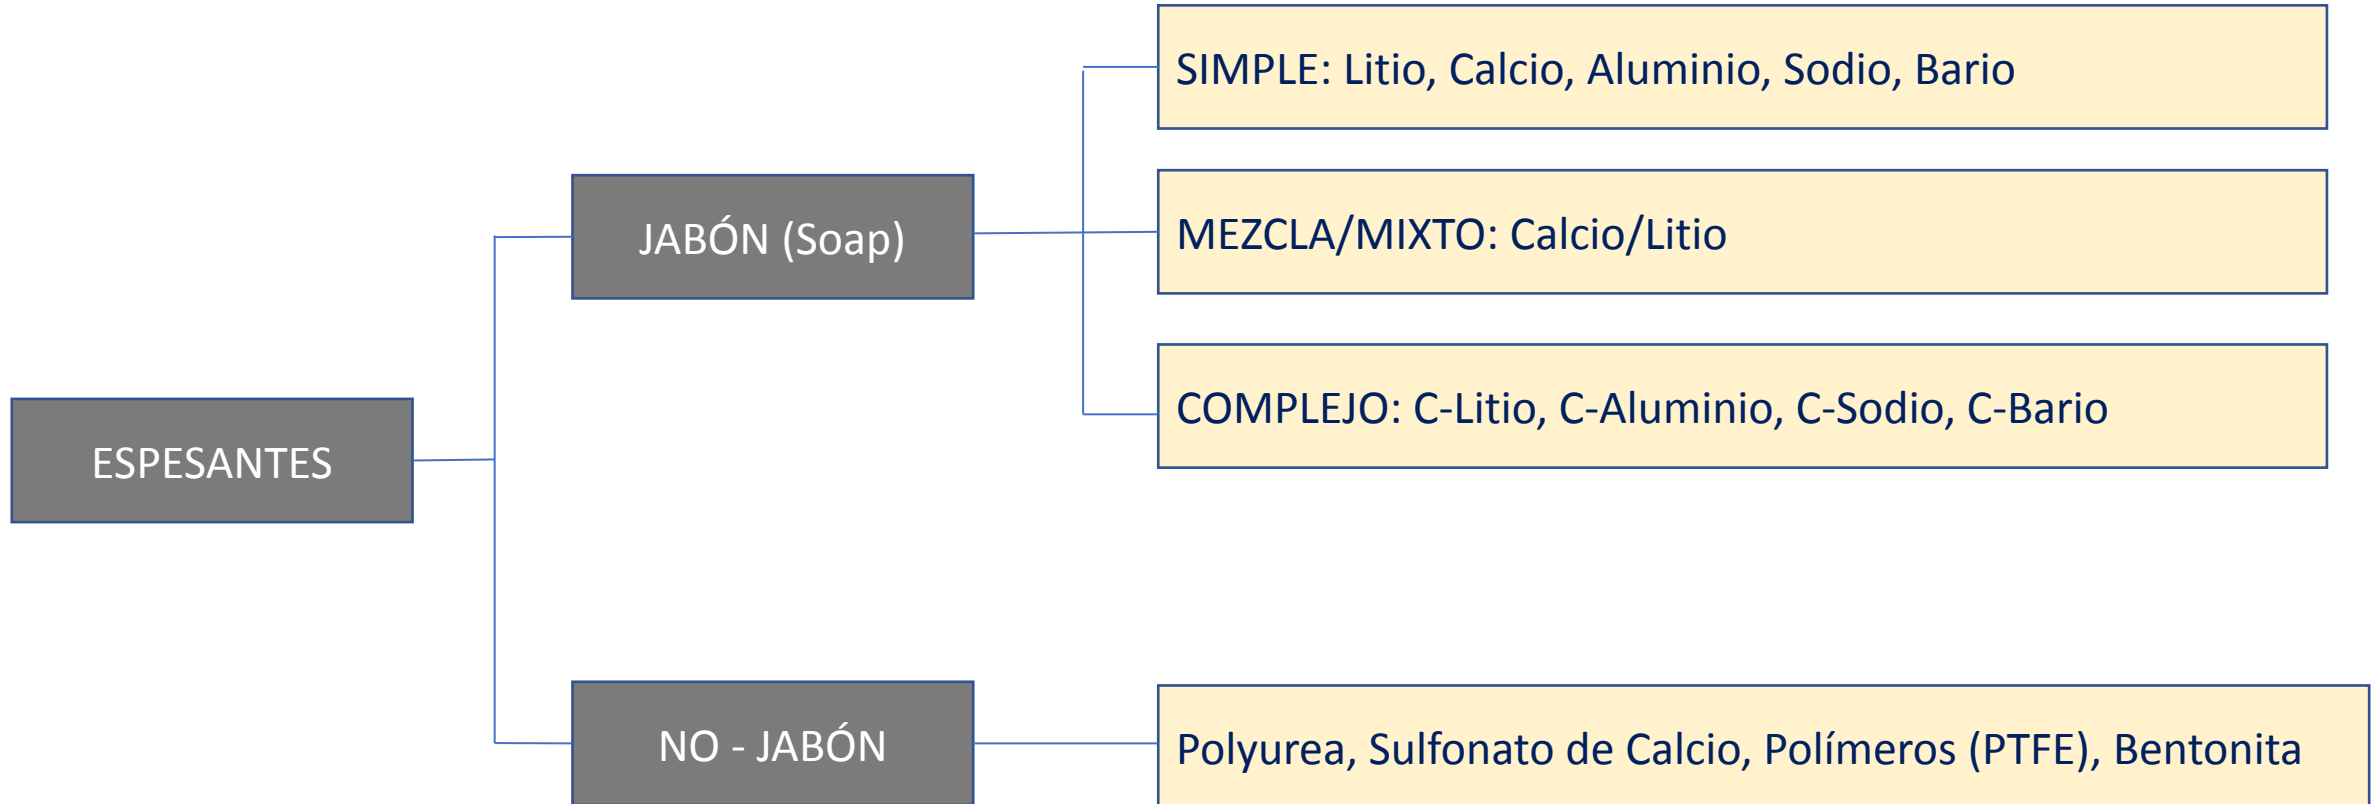 SIMPLE: Litio, Calcio, Aluminio, Sodio, Bario
JABÓN (Soap)
MEZCLA/MIXTO: Calcio/Litio
COMPLEJO: C-Litio, C-Aluminio, C-Sodio, C-Bario
ESPESANTES
NO - JABÓN
Polyurea, Sulfonato de Calcio, Polímeros (PTFE), Bentonita